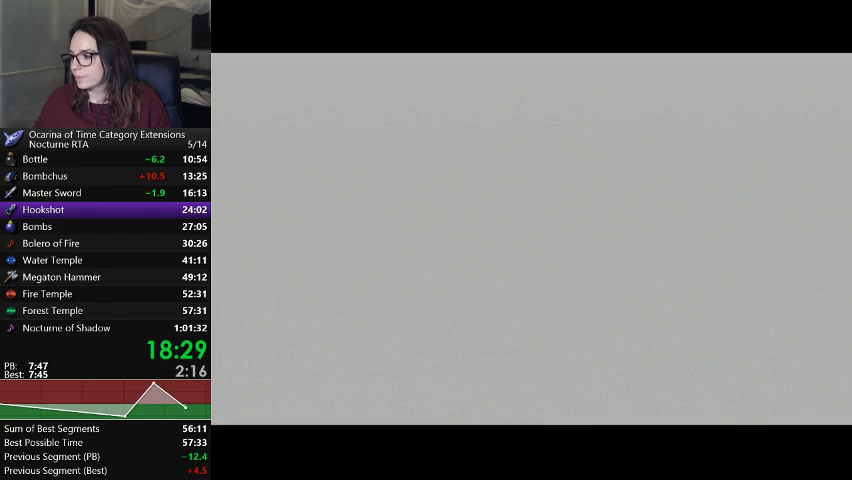 Ocarina of Time Category Extensions
Nocturne RTA 5/14
Bottle −6.2 10:54
Bombchus +10.5 13:25
Master Sword −1.9 16:13
Hookshot 24:02
Bombs 27:05
Bolero of Fire 30:26
Water Temple 41:11
Megaton Hammer 49:12
Fire Temple 52:31
Forest Temple 57:31
Nocturne of Shadow 1:01:32
18:29
PB: 7:47
Best: 7:45
2:16
Sum of Best Segments 56:11
Best Possible Time 57:33
Previous Segment (PB) −12.4
Previous Segment (Best) +4.5